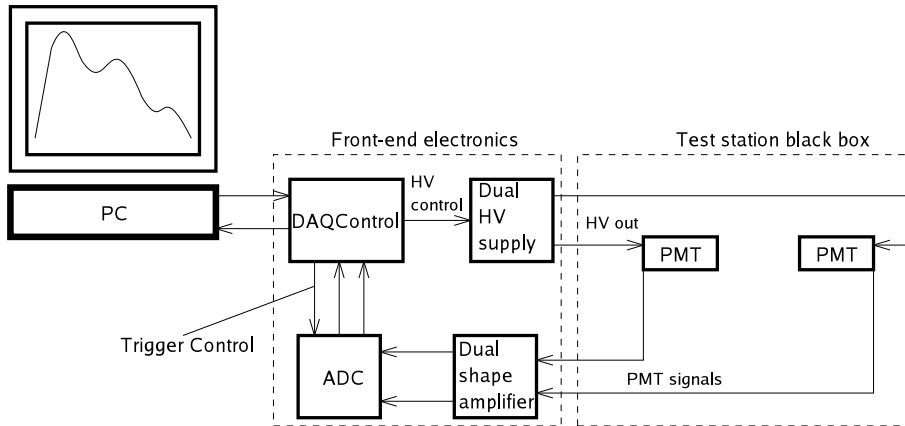 Front-end electronics
Test station black box
PC
DAQControl
HV
control
Dual
HV
supply
HV out
PMT
PMT
Trigger Control
ADC
Dual
shape
amplifier
PMT signals